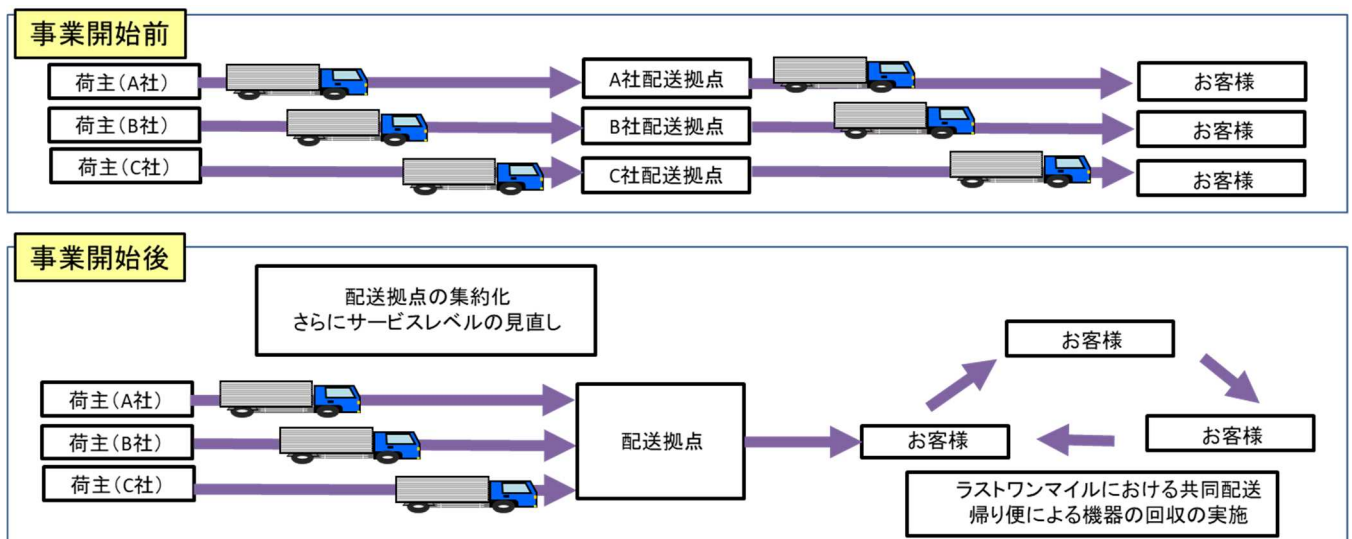 事業開始前
荷主(A社)
A社配送拠点
お客様
荷主(B社)
B社配送拠点
お客様
荷主(C社)
C社配送拠点
お客様
事業開始後
配送拠点の集約化
さらにサービスレベルの見直し
荷主(A社)
荷主(B社)
荷主(C社)
配送拠点
お客様
お客様
お客様
ラストワンマイルにおける共同配送
帰り便による機器の回収の実施